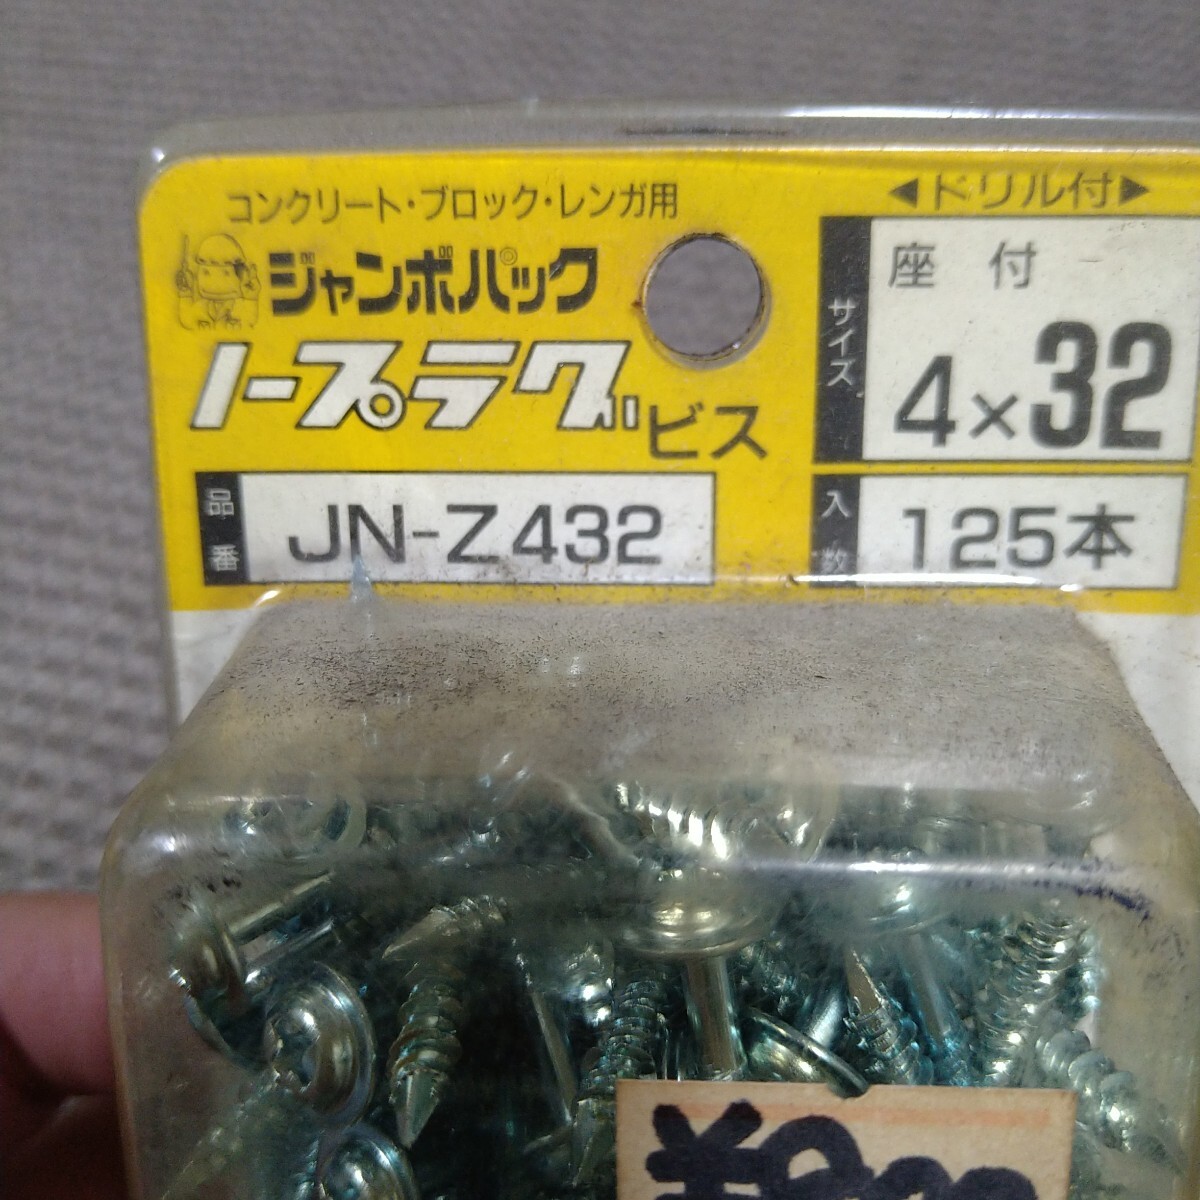 コンクリート・ブロック・レンガ用
ジャンボパック
ノープラグ
ビス
品番
JN-Z432
◀ドリル付▶
サイズ
座付
4×32
入数
125本